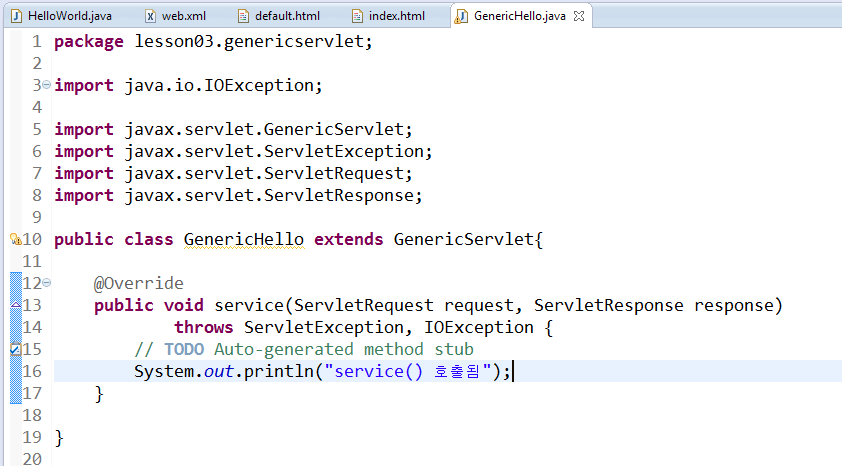 HelloWorld.java web.xml default.html index.html GenericHello.java
1 package lesson03.genericservlet;
2
3 import java.io.IOException;
4
5 import javax.servlet.GenericServlet;
6 import javax.servlet.ServletException;
7 import javax.servlet.ServletRequest;
8 import javax.servlet.ServletResponse;
9
10 public class GenericHello extends GenericServlet{
11
12 @Override
13 public void service(ServletRequest request, ServletResponse response)
14 throws ServletException, IOException {
15 // TODO Auto-generated method stub
16 System.out.println("service() 호출됨");
17 }
18
19 }
20